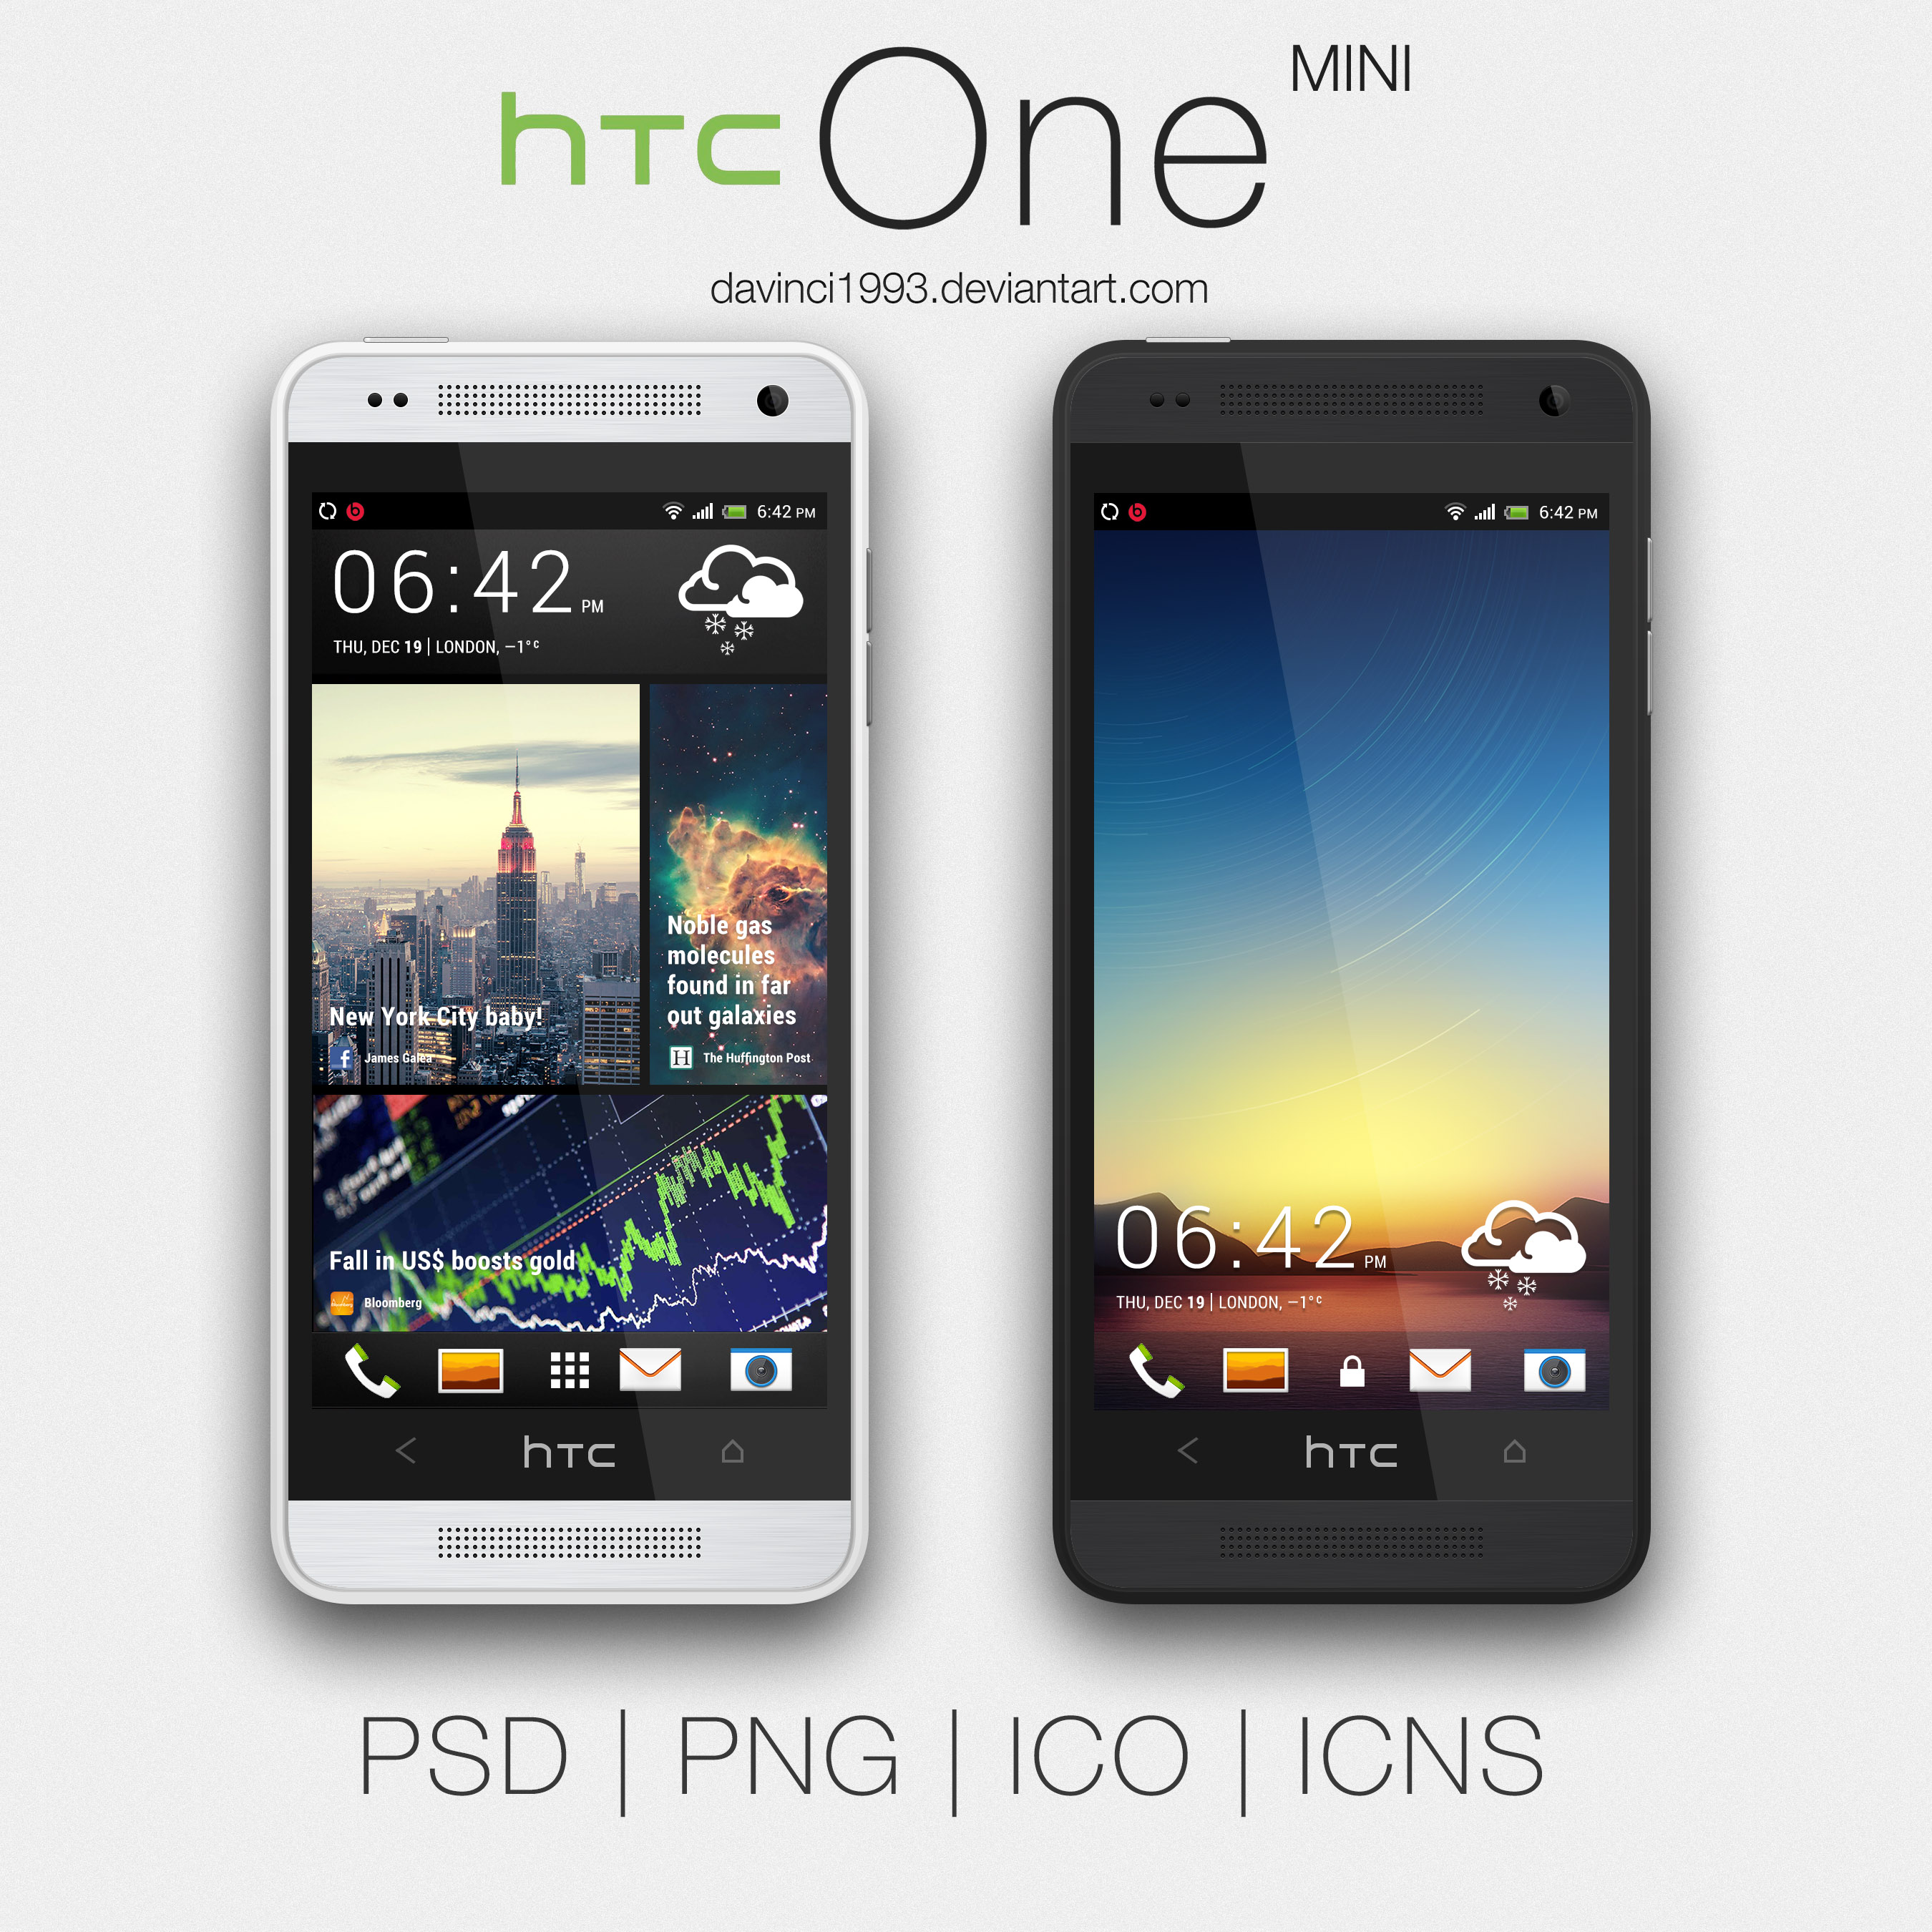 hTC One MINI
davinci1993.deviantart.com
6:42 PM
06:42 PM
THU, DEC 19 | LONDON, −1°C
New York City baby!
James Galea
Noble gas
molecules
found in far
out galaxies
H The Huffington Post
Fall in US$ boosts gold
Bloomberg
hTC
6:42 PM
06:42 PM
THU, DEC 19 | LONDON, −1°C
hTC
PSD | PNG | ICO | ICNS